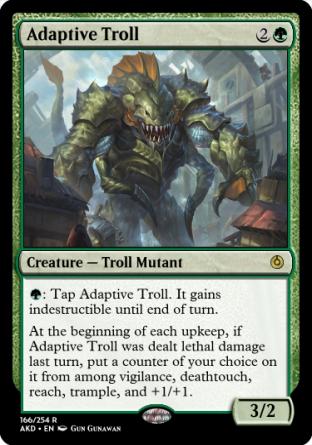 Adaptive Troll 2
Creature — Troll Mutant
: Tap Adaptive Troll. It gains
indestructible until end of turn.
At the beginning of each upkeep, if
Adaptive Troll was dealt lethal damage
last turn, put a counter of your choice on
it from among vigilance, deathtouch,
reach, trample, and +1/+1.
3/2
166/254 R
AKD • EN Gun Gunawan